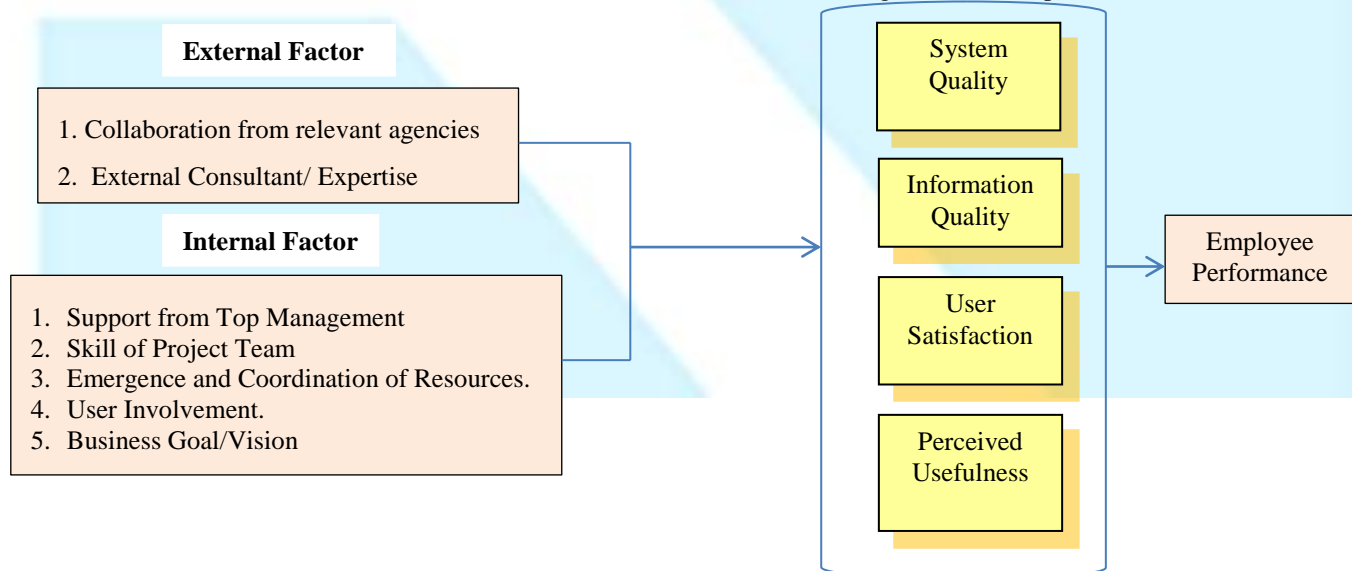 External Factor
1. Collaboration from relevant agencies
2. External Consultant/ Expertise
Internal Factor
1. Support from Top Management
2. Skill of Project Team
3. Emergence and Coordination of Resources.
4. User Involvement.
5. Business Goal/Vision
System
Quality
Information
Quality
User
Satisfaction
Perceived
Usefulness
Employee
Performance